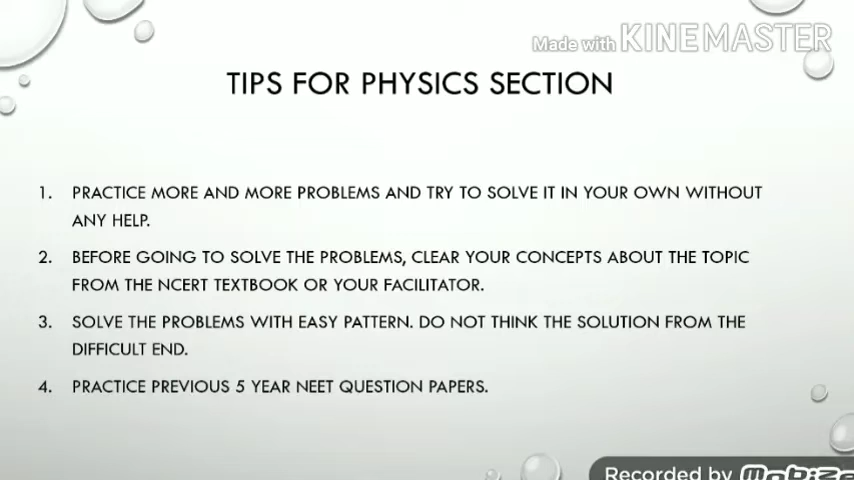 Made with KINEMASTER
TIPS FOR PHYSICS SECTION
1. PRACTICE MORE AND MORE PROBLEMS AND TRY TO SOLVE IT IN YOUR OWN WITHOUT
ANY HELP.
2. BEFORE GOING TO SOLVE THE PROBLEMS, CLEAR YOUR CONCEPTS ABOUT THE TOPIC
FROM THE NCERT TEXTBOOK OR YOUR FACILITATOR.
3. SOLVE THE PROBLEMS WITH EASY PATTERN. DO NOT THINK THE SOLUTION FROM THE
DIFFICULT END.
4. PRACTICE PREVIOUS 5 YEAR NEET QUESTION PAPERS.
Recorded by